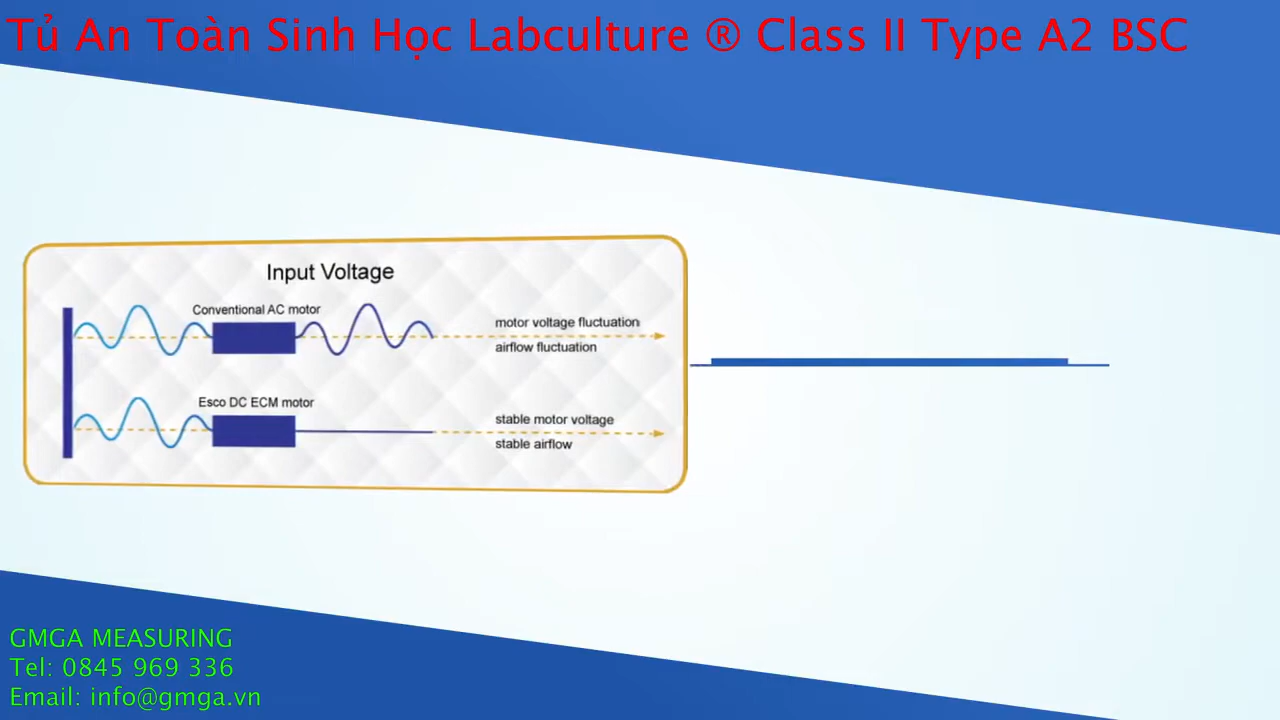 Tủ An Toàn Sinh Học Labculture ® Class II Type A2 BSC
Input Voltage
Conventional AC motor
motor voltage fluctuation
airflow fluctuation
Esco DC ECM motor
stable motor voltage
stable airflow
GMGA MEASURING
Tel: 0845 969 336
Email: info@gmga.vn